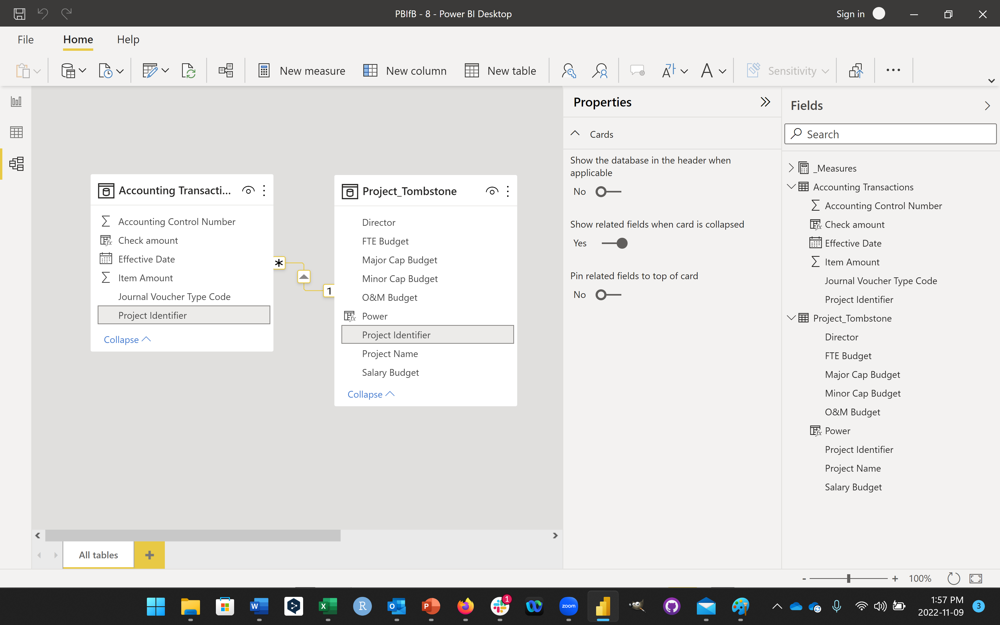 PBIfB - 8 - Power BI Desktop
Sign in
File
Home
Help
New measure
New column
New table
Sensitivity
Accounting Transacti...
Accounting Control Number
Check amount
Effective Date
Item Amount
Journal Voucher Type Code
Project Identifier
Collapse
*
1
Project_Tombstone
Director
FTE Budget
Major Cap Budget
Minor Cap Budget
O&M Budget
Power
Project Identifier
Project Name
Salary Budget
Collapse
All tables
Properties
Cards
Show the database in the header when
applicable
No
Show related fields when card is collapsed
Yes
Pin related fields to top of card
No
Fields
Search
_Measures
Accounting Transactions
Accounting Control Number
Check amount
Effective Date
Item Amount
Journal Voucher Type Code
Project Identifier
Project_Tombstone
Director
FTE Budget
Major Cap Budget
Minor Cap Budget
O&M Budget
Power
Project Identifier
Project Name
Salary Budget
- + 100%
W
X
R
O
P
1
zoom
1:57 PM
2022-11-09
3